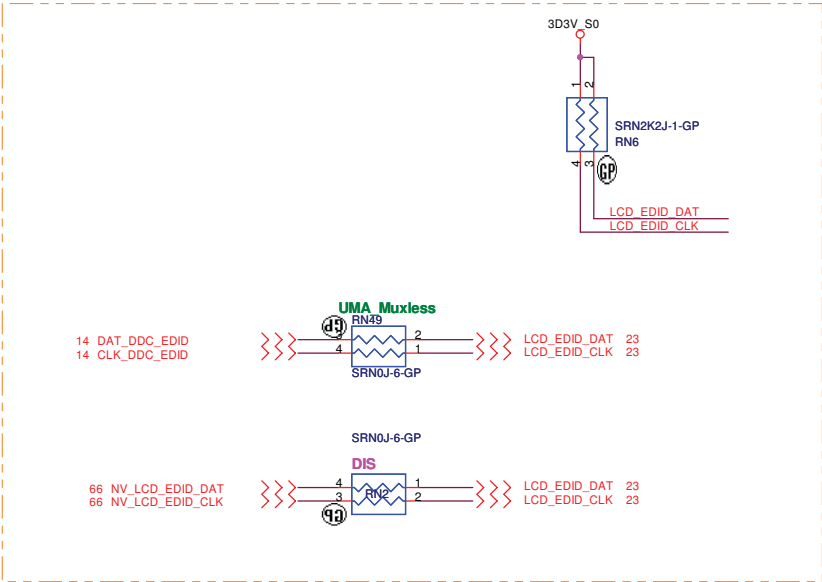 3D3V_S0
1 2
SRN2K2J-1-GP
RN6
4 3
GP
LCD_EDID_DAT
LCD_EDID_CLK
UMA_Muxless
GP RN49
14 DAT_DDC_EDID 3 2 LCD_EDID_DAT 23
14 CLK_DDC_EDID 4 1 LCD_EDID_CLK 23
SRN0J-6-GP
SRN0J-6-GP
DIS
66 NV_LCD_EDID_DAT 4 1 LCD_EDID_DAT 23
RN2
66 NV_LCD_EDID_CLK 3 2 LCD_EDID_CLK 23
GP